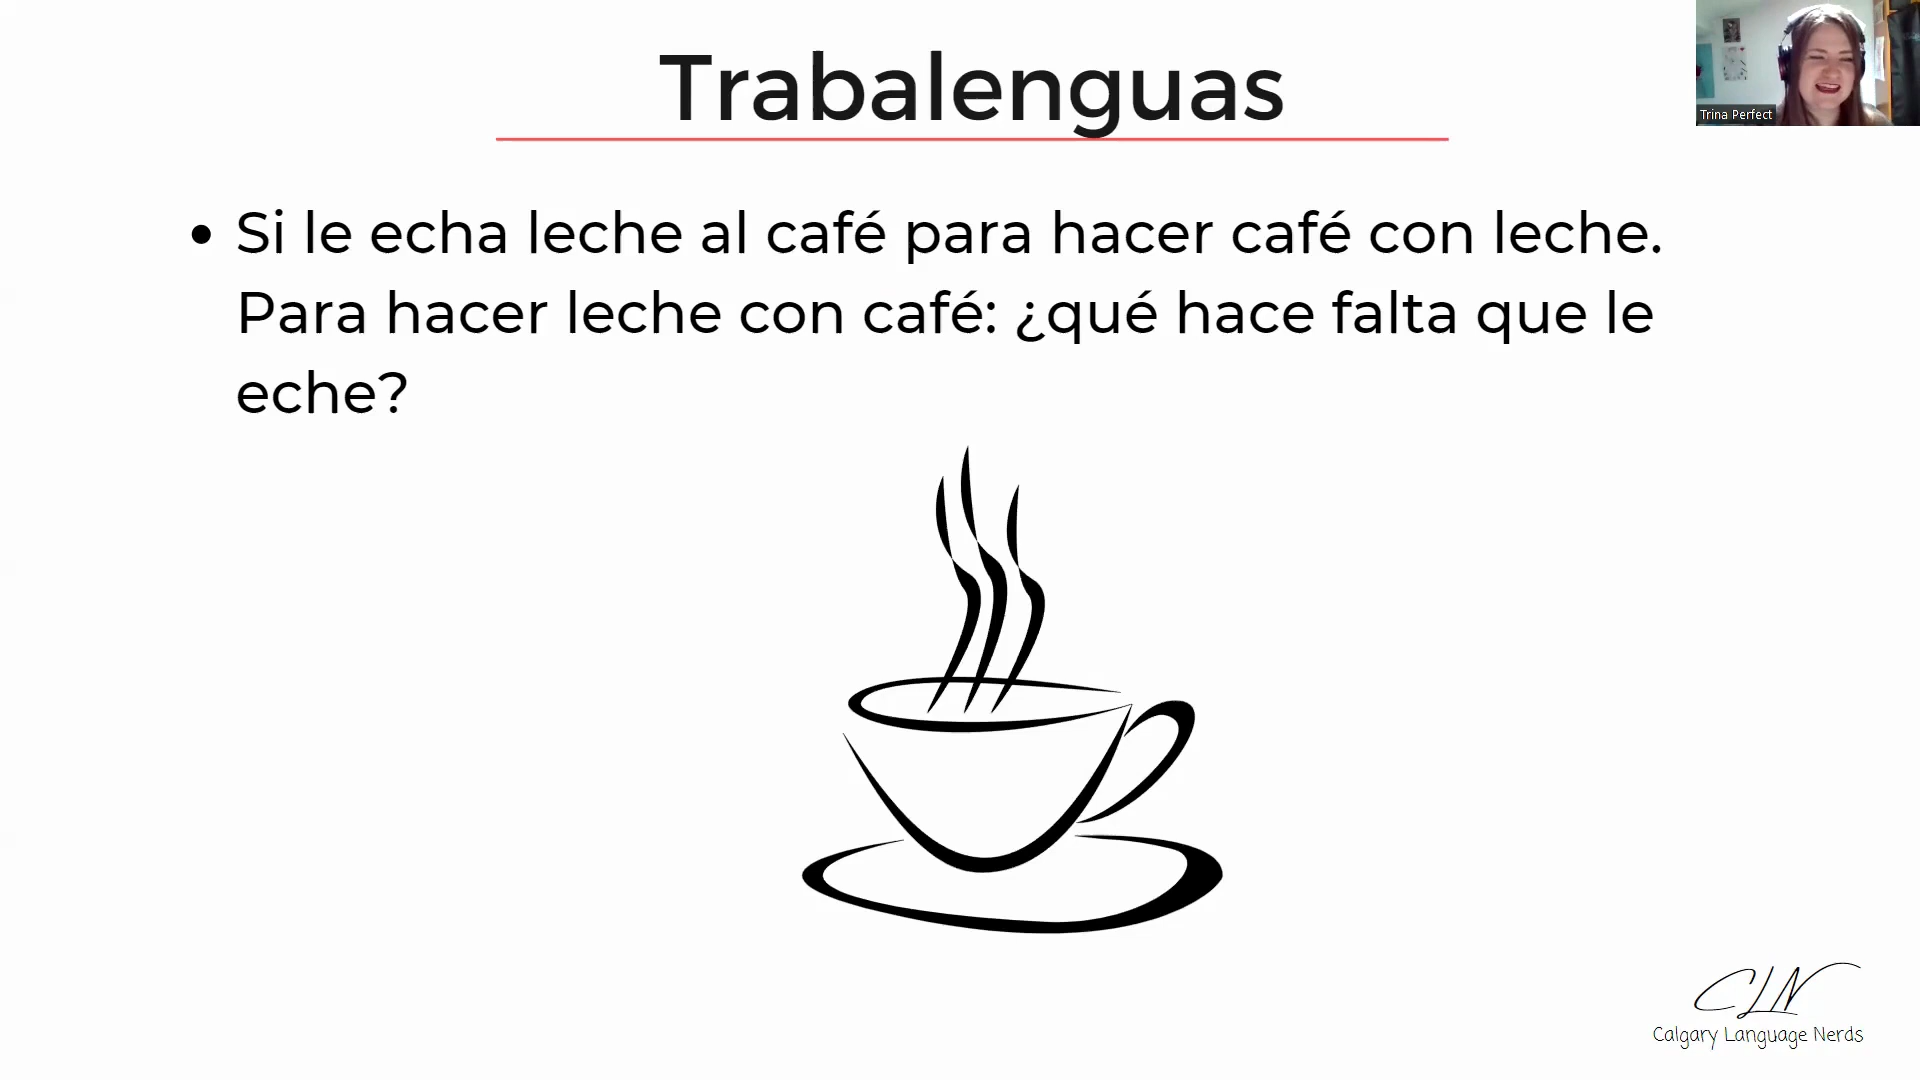 Trabalenguas
Trina Perfect
• Si le echa leche al café para hacer café con leche.
Para hacer leche con café: ¿qué hace falta que le
eche?
CLN
Calgary Language Nerds